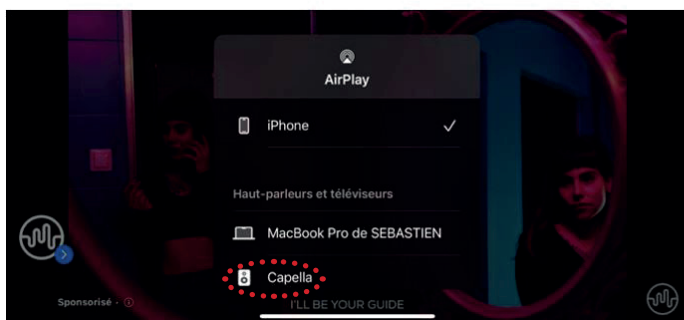 AirPlay
iPhone
Haut-parleurs et téléviseurs
MacBook Pro de SEBASTIEN
Capella
Sponsorisé ·
I'LL BE YOUR GUIDE